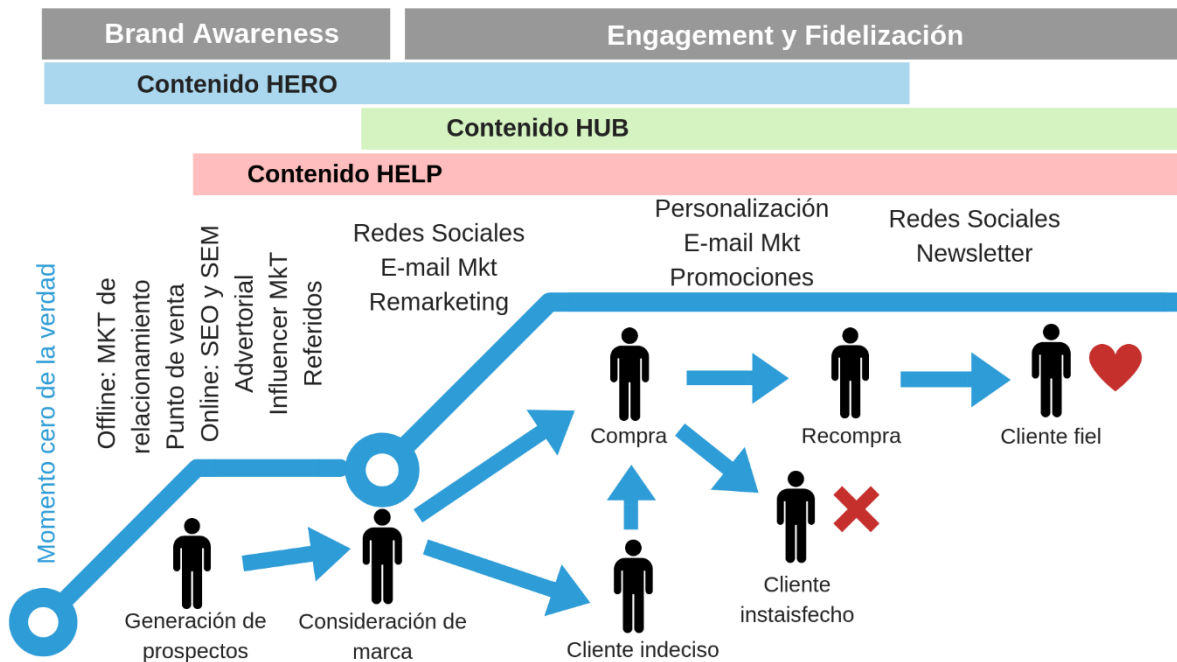 Brand Awareness
Engagement y Fidelización
Contenido HERO
Contenido HUB
Contenido HELP
Momento cero de la verdad
Offline: MKT de
relacionamiento
Punto de venta
Online: SEO y SEM
Advertorial
Influencer MkT
Referidos
Redes Sociales
E-mail Mkt
Remarketing
Personalización
E-mail Mkt
Promociones
Redes Sociales
Newsletter
Compra
Recompra
Cliente fiel
Generación de
prospectos
Consideración de
marca
Cliente indeciso
Cliente
instaisfecho